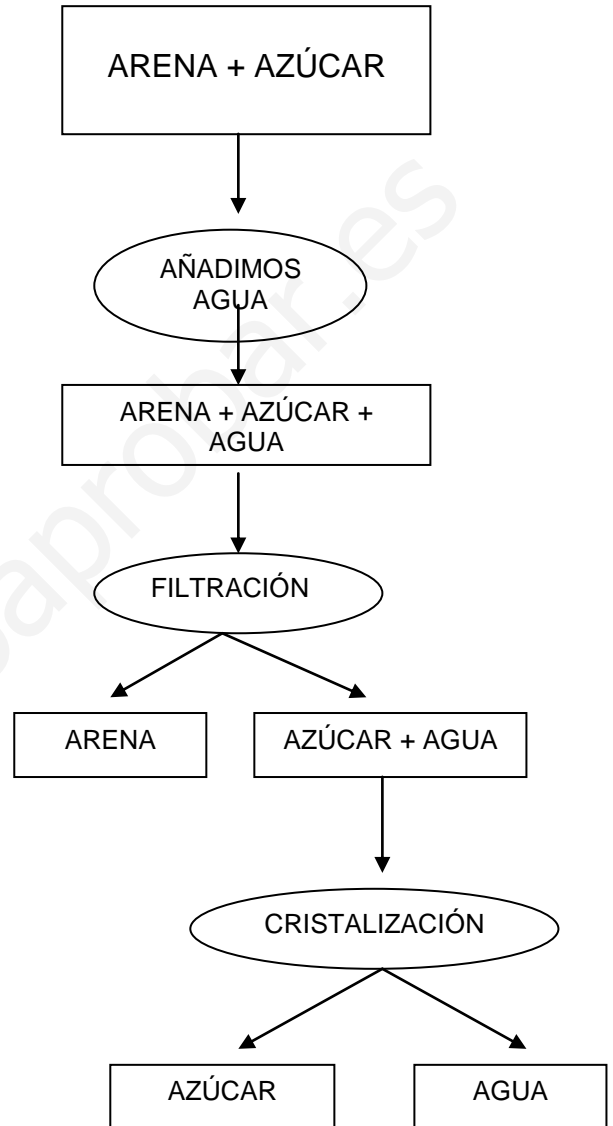 ARENA + AZÚCAR
AÑADIMOS
AGUA
ARENA + AZÚCAR +
AGUA
FILTRACIÓN
ARENA
AZÚCAR + AGUA
CRISTALIZACIÓN
AZÚCAR
AGUA